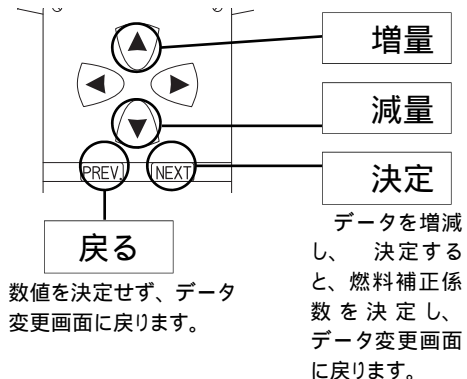 増量
減量
PREV.
NEXT
決定
戻る
数値を決定せず、データ
変更画面に戻ります。
データを増減
し、 決定する
と、燃料補正係
数を決定し、
データ変更画面
に戻ります。